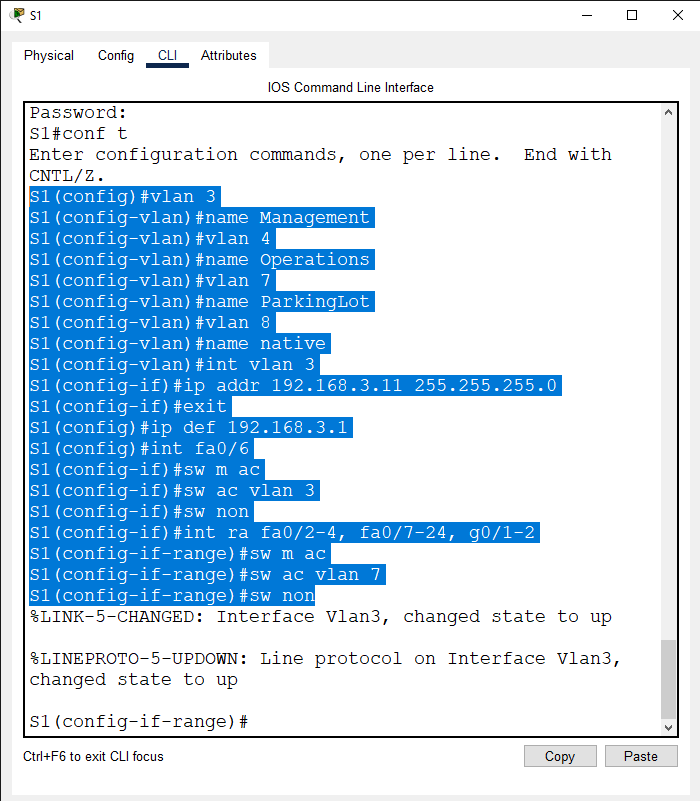 S1
Physical Config CLI Attributes
IOS Command Line Interface
Password:
S1#conf t
Enter configuration commands, one per line.  End with
CNTL/Z.
S1(config)#vlan 3
S1(config-vlan)#name Management
S1(config-vlan)#vlan 4
S1(config-vlan)#name Operations
S1(config-vlan)#vlan 7
S1(config-vlan)#name ParkingLot
S1(config-vlan)#vlan 8
S1(config-vlan)#name native
S1(config-vlan)#int vlan 3
S1(config-if)#ip addr 192.168.3.11 255.255.255.0
S1(config-if)#exit
S1(config)#ip def 192.168.3.1
S1(config)#int fa0/6
S1(config-if)#sw m ac
S1(config-if)#sw ac vlan 3
S1(config-if)#sw non
S1(config-if)#int ra fa0/2-4, fa0/7-24, g0/1-2
S1(config-if-range)#sw m ac
S1(config-if-range)#sw ac vlan 7
S1(config-if-range)#sw non
%LINK-5-CHANGED: Interface Vlan3, changed state to up
%LINEPROTO-5-UPDOWN: Line protocol on Interface Vlan3,
changed state to up
S1(config-if-range)#
Ctrl+F6 to exit CLI focus Copy Paste